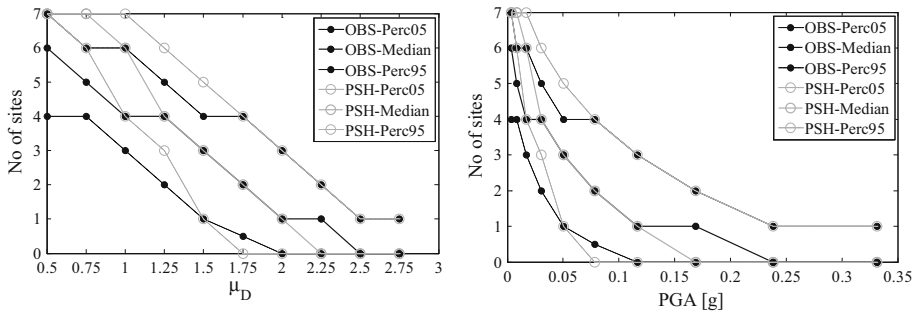 No of sites
7
6
5
4
3
2
1
0
0.5 0.75 1 1.25 1.5 1.75 2 2.25 2.5 2.75 3
μD
OBS-Perc05
OBS-Median
OBS-Perc95
PSH-Perc05
PSH-Median
PSH-Perc95
No of sites
7
6
5
4
3
2
1
0
0 0.05 0.1 0.15 0.2 0.25 0.3 0.35
PGA [g]
OBS-Perc05
OBS-Median
OBS-Perc95
PSH-Perc05
PSH-Median
PSH-Perc95